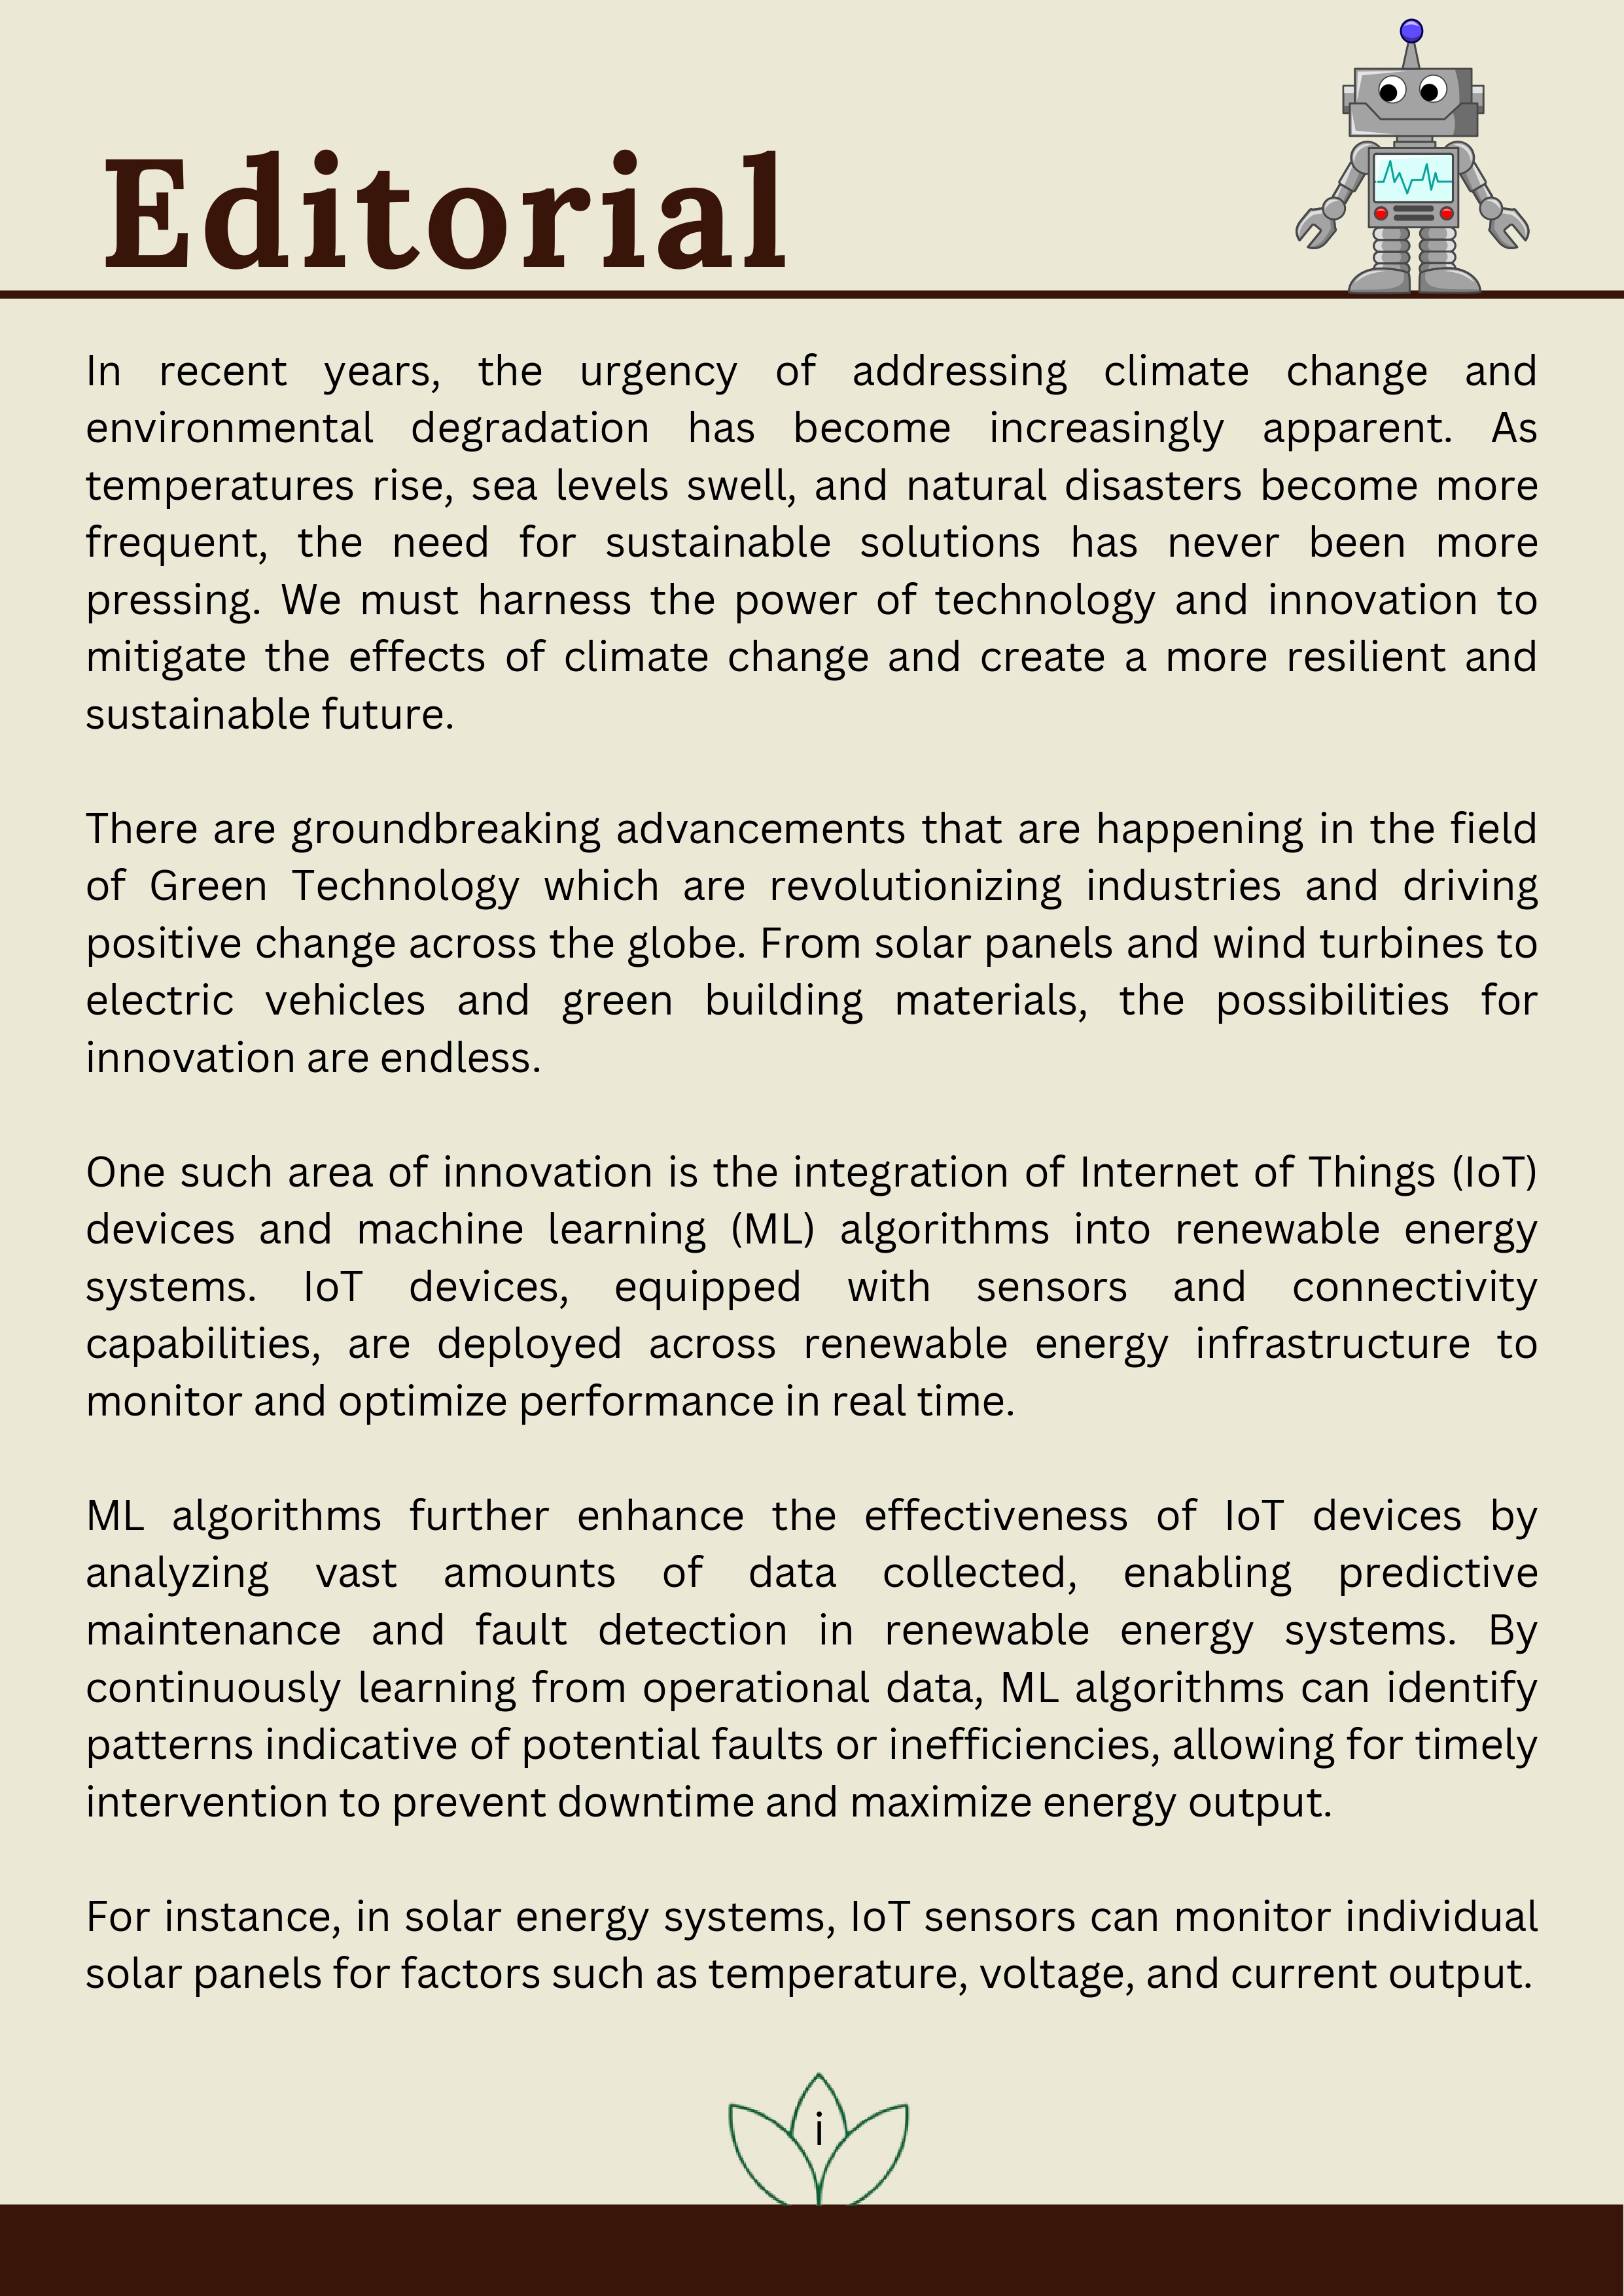 Editorial
In recent years, the urgency of addressing climate change and
environmental degradation has become increasingly apparent. As
temperatures rise, sea levels swell, and natural disasters become more
frequent, the need for sustainable solutions has never been more
pressing. We must harness the power of technology and innovation to
mitigate the effects of climate change and create a more resilient and
sustainable future.
There are groundbreaking advancements that are happening in the field
of Green Technology which are revolutionizing industries and driving
positive change across the globe. From solar panels and wind turbines to
electric vehicles and green building materials, the possibilities for
innovation are endless.
One such area of innovation is the integration of Internet of Things (IoT)
devices and machine learning (ML) algorithms into renewable energy
systems. IoT devices, equipped with sensors and connectivity
capabilities, are deployed across renewable energy infrastructure to
monitor and optimize performance in real time.
ML algorithms further enhance the effectiveness of IoT devices by
analyzing vast amounts of data collected, enabling predictive
maintenance and fault detection in renewable energy systems. By
continuously learning from operational data, ML algorithms can identify
patterns indicative of potential faults or inefficiencies, allowing for timely
intervention to prevent downtime and maximize energy output.
For instance, in solar energy systems, IoT sensors can monitor individual
solar panels for factors such as temperature, voltage, and current output.
i